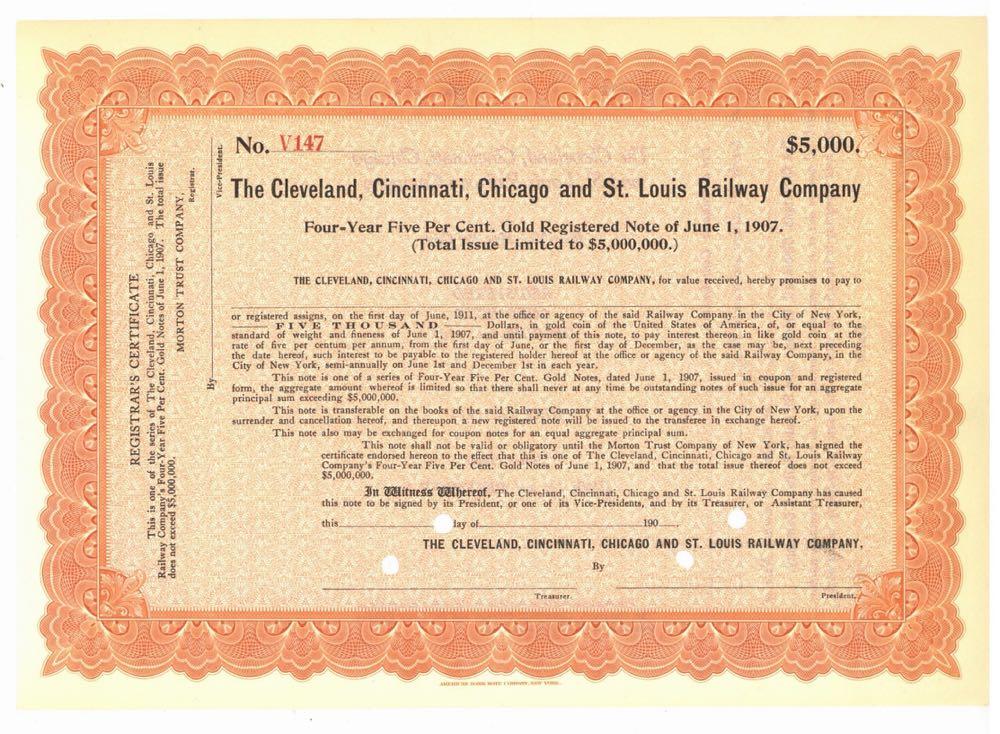 No. V147
$5,000.
The Cleveland, Cincinnati, Chicago and St. Louis Railway Company
Four-Year Five Per Cent. Gold Registered Note of June 1, 1907.
(Total Issue Limited to $5,000,000.)
THE CLEVELAND, CINCINNATI, CHICAGO AND ST. LOUIS RAILWAY COMPANY, for value received, hereby promises to pay to
or registered assigns, on the first day of June, 1911, at the office or agency of the said Railway Company in the City of New York,
FIVE THOUSAND Dollars, in gold coin of the United States of America, of, or equal to the
standard of weight and fineness of June 1, 1907, and until payment of this note, to pay interest thereon in like gold coin at the
rate of five per centum per annum, from the first day of June, or the first day of December, as the case may be, next preceding
the date hereof, such interest to be payable to the registered holder hereof at the office or agency of the said Railway Company, in the
City of New York, semi-annually on June 1st and December 1st in each year.
This note is one of a series of Four-Year Five Per Cent. Gold Notes, dated June 1, 1907, issued in coupon and registered
form, the aggregate amount whereof is limited so that there shall never at any time be outstanding notes of such issue for an aggregate
principal sum exceeding $5,000,000.
This note is transferable on the books of the said Railway Company at the office or agency in the City of New York, upon the
surrender and cancellation hereof, and thereupon a new registered note will be issued to the transferee in exchange hereof.
This note also may be exchanged for coupon notes for an equal aggregate principal sum.
This note shall not be valid or obligatory until the Morton Trust Company of New York, has signed the
certificate endorsed hereon to the effect that this is one of The Cleveland, Cincinnati, Chicago and St. Louis Railway
Company's Four-Year Five Per Cent. Gold Notes of June 1, 1907, and that the total issue thereof does not exceed
$5,000,000.
In Witness Whereof, The Cleveland, Cincinnati, Chicago and St. Louis Railway Company has caused
this note to be signed by its President, or one of its Vice-Presidents, and by its Treasurer, or Assistant Treasurer,
this lay of 190 .
THE CLEVELAND, CINCINNATI, CHICAGO AND ST. LOUIS RAILWAY COMPANY,
By
Treasurer.
President.
REGISTRAR'S CERTIFICATE
This is one of the series of The Cleveland, Cincinnati, Chicago and St. Louis
Railway Company's Four-Year Five Per Cent. Gold Notes of June 1, 1907. The total issue
does not exceed $5,000,000.
MORTON TRUST COMPANY,
Registrar.
By
Vice-President.
AMERICAN BANK NOTE COMPANY, NEW YORK.